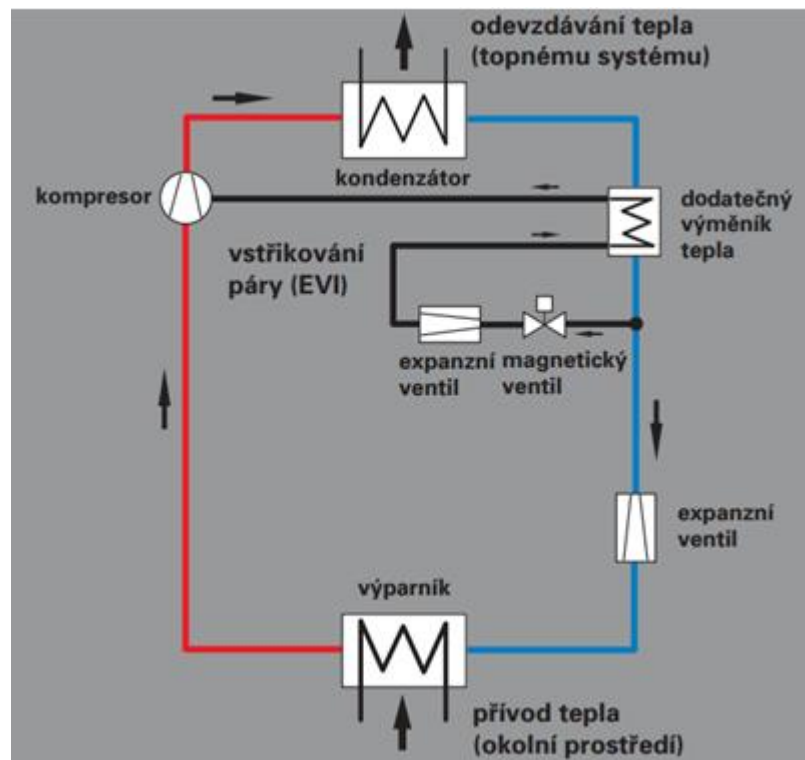 odevzdávání tepla
(topnému systému)
kondenzátor
kompresor
dodatečný
výměník
tepla
vstřikování
páry (EVI)
expanzní
ventil
magnetický
ventil
expanzní
ventil
výparník
přívod tepla
(okolní prostředí)